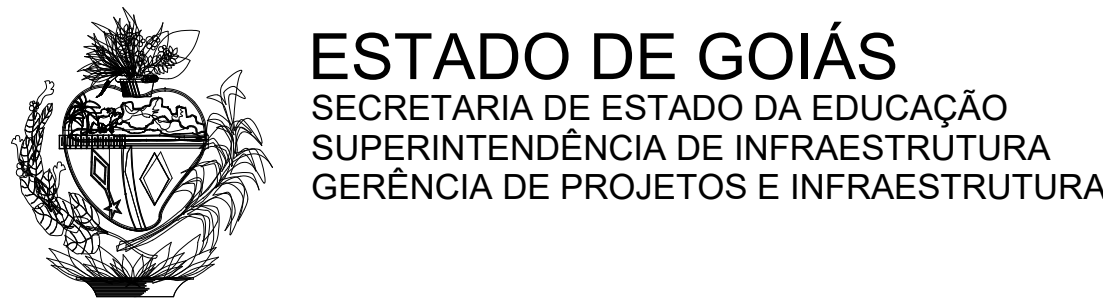 ESTADO DE GOIÁS
SECRETARIA DE ESTADO DA EDUCAÇÃO
SUPERINTENDÊNCIA DE INFRAESTRUTURA
GERÊNCIA DE PROJETOS E INFRAESTRUTURA